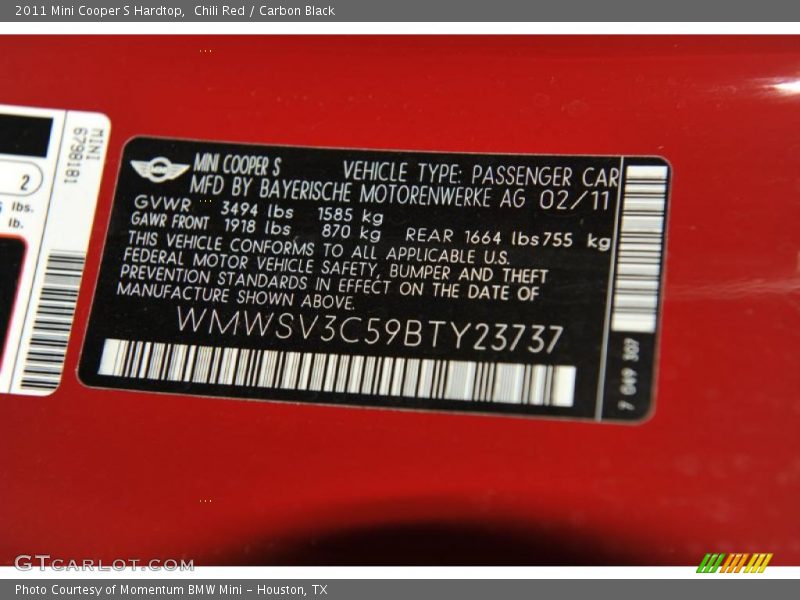 2011 Mini Cooper S Hardtop,  Chili Red / Carbon Black
MINI
6798181
2
lbs.
lb.
MINI COOPER S VEHICLE TYPE: PASSENGER CAR
MFD BY BAYERISCHE MOTORENWERKE AG 02/11
GVWR 3494 lbs 1585 kg
GAWR FRONT 1918 lbs 870 kg REAR 1664 lbs 755 kg
THIS VEHICLE CONFORMS TO ALL APPLICABLE U.S.
FEDERAL MOTOR VEHICLE SAFETY, BUMPER AND THEFT
PREVENTION STANDARDS IN EFFECT ON THE DATE OF
MANUFACTURE SHOWN ABOVE.
WMWSV3C59BTY23737
7 049 307
GTcarlot.com
Photo Courtesy of Momentum BMW Mini - Houston, TX